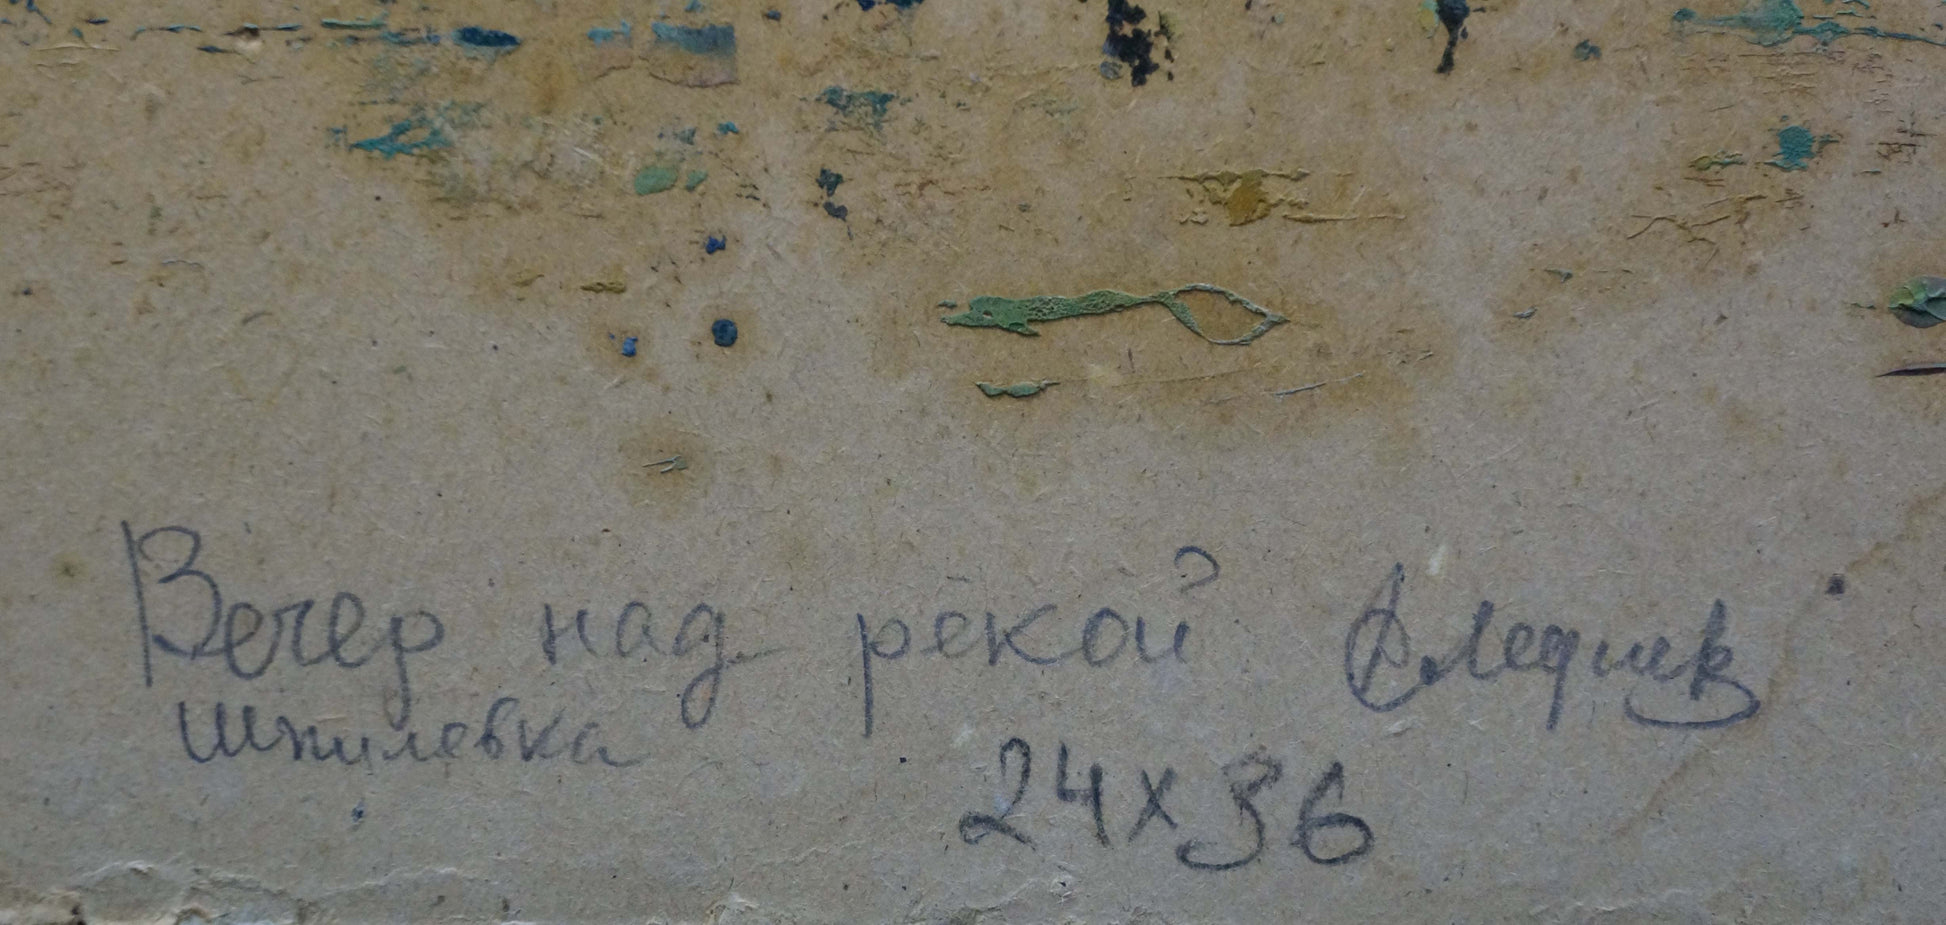 Вечер над рекой
Шпилевка
24х36